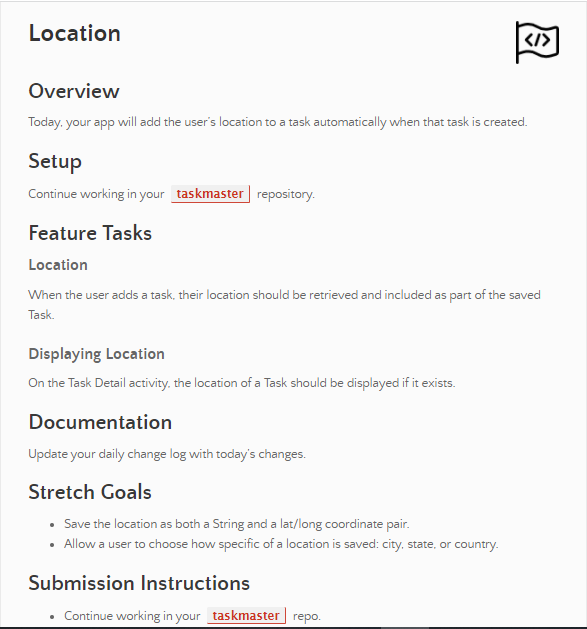 Location
</>
Overview
Today, your app will add the user's location to a task automatically when that task is created.
Setup
Continue working in your taskmaster repository.
Feature Tasks
Location
When the user adds a task, their location should be retrieved and included as part of the saved
Task.
Displaying Location
On the Task Detail activity, the location of a Task should be displayed if it exists.
Documentation
Update your daily change log with today's changes.
Stretch Goals
• Save the location as both a String and a lat/long coordinate pair.
• Allow a user to choose how specific of a location is saved: city, state, or country.
Submission Instructions
• Continue working in your taskmaster repo.